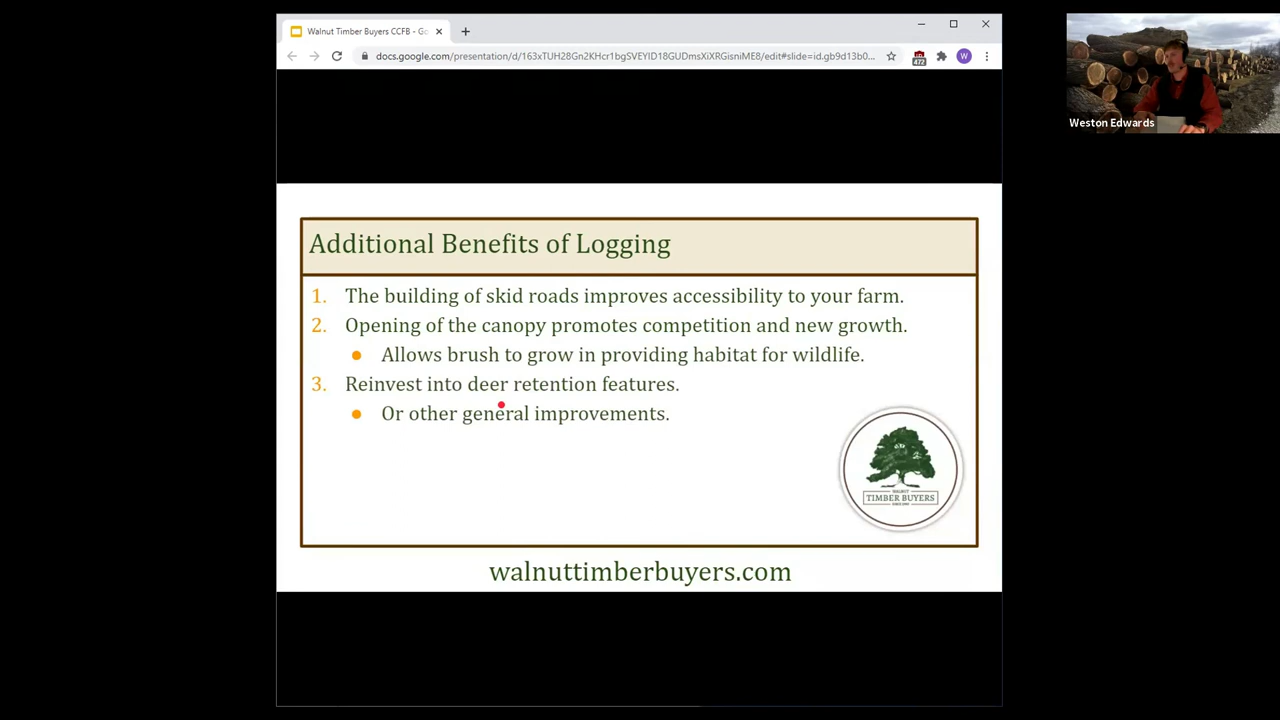 Walnut Timber Buyers CCFB - Go
docs.google.com/presentation/d/163xTUH28Gn2KHcr1bgSVEYID18GUDmsXiXRGisniME8/edit#slide=id.gb9d13b0...
472
W
Weston Edwards
Additional Benefits of Logging
1. The building of skid roads improves accessibility to your farm.
2. Opening of the canopy promotes competition and new growth.
● Allows brush to grow in providing habitat for wildlife.
3. Reinvest into deer retention features.
● Or other general improvements.
WALNUT
TIMBER BUYERS
walnuttimberbuyers.com